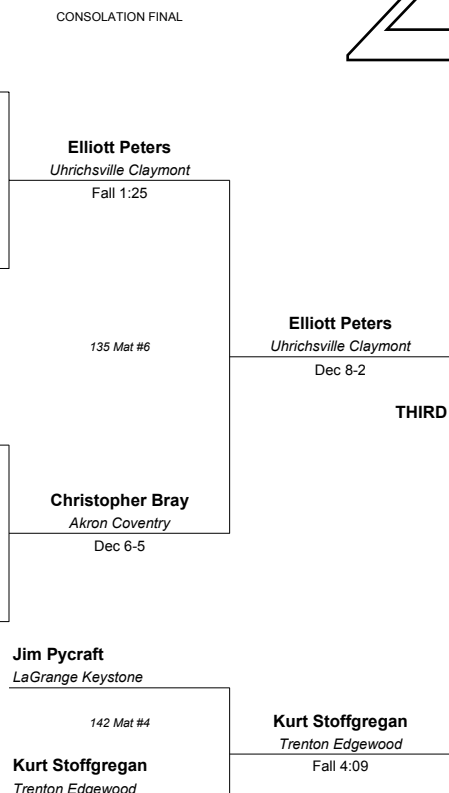 CONSOLATION FINAL
Elliott Peters
Uhrichsville Claymont
Fall 1:25
135 Mat #6
Elliott Peters
Uhrichsville Claymont
Dec 8-2
THIRD
Christopher Bray
Akron Coventry
Dec 6-5
Jim Pycraft
LaGrange Keystone
142 Mat #4
Kurt Stoffgregan
Trenton Edgewood
Fall 4:09
Kurt Stoffgregan
Trenton Edgewood